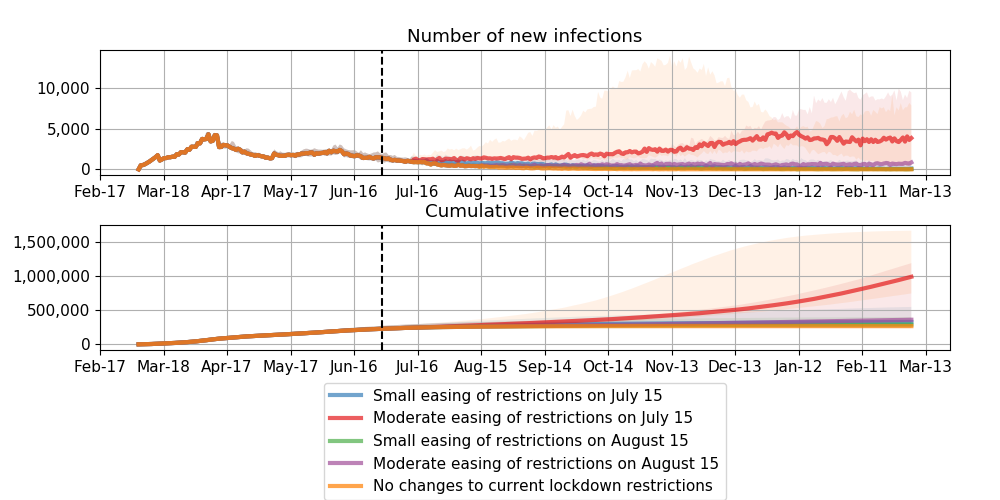 Number of new infections
10,000
5,000
0
Feb-17 Mar-18 Apr-17 May-17 Jun-16 Jul-16 Aug-15 Sep-14 Oct-14 Nov-13 Dec-13 Jan-12 Feb-11 Mar-13
Cumulative infections
1,500,000
1,000,000
500,000
0
Feb-17 Mar-18 Apr-17 May-17 Jun-16 Jul-16 Aug-15 Sep-14 Oct-14 Nov-13 Dec-13 Jan-12 Feb-11 Mar-13
Small easing of restrictions on July 15
Moderate easing of restrictions on July 15
Small easing of restrictions on August 15
Moderate easing of restrictions on August 15
No changes to current lockdown restrictions